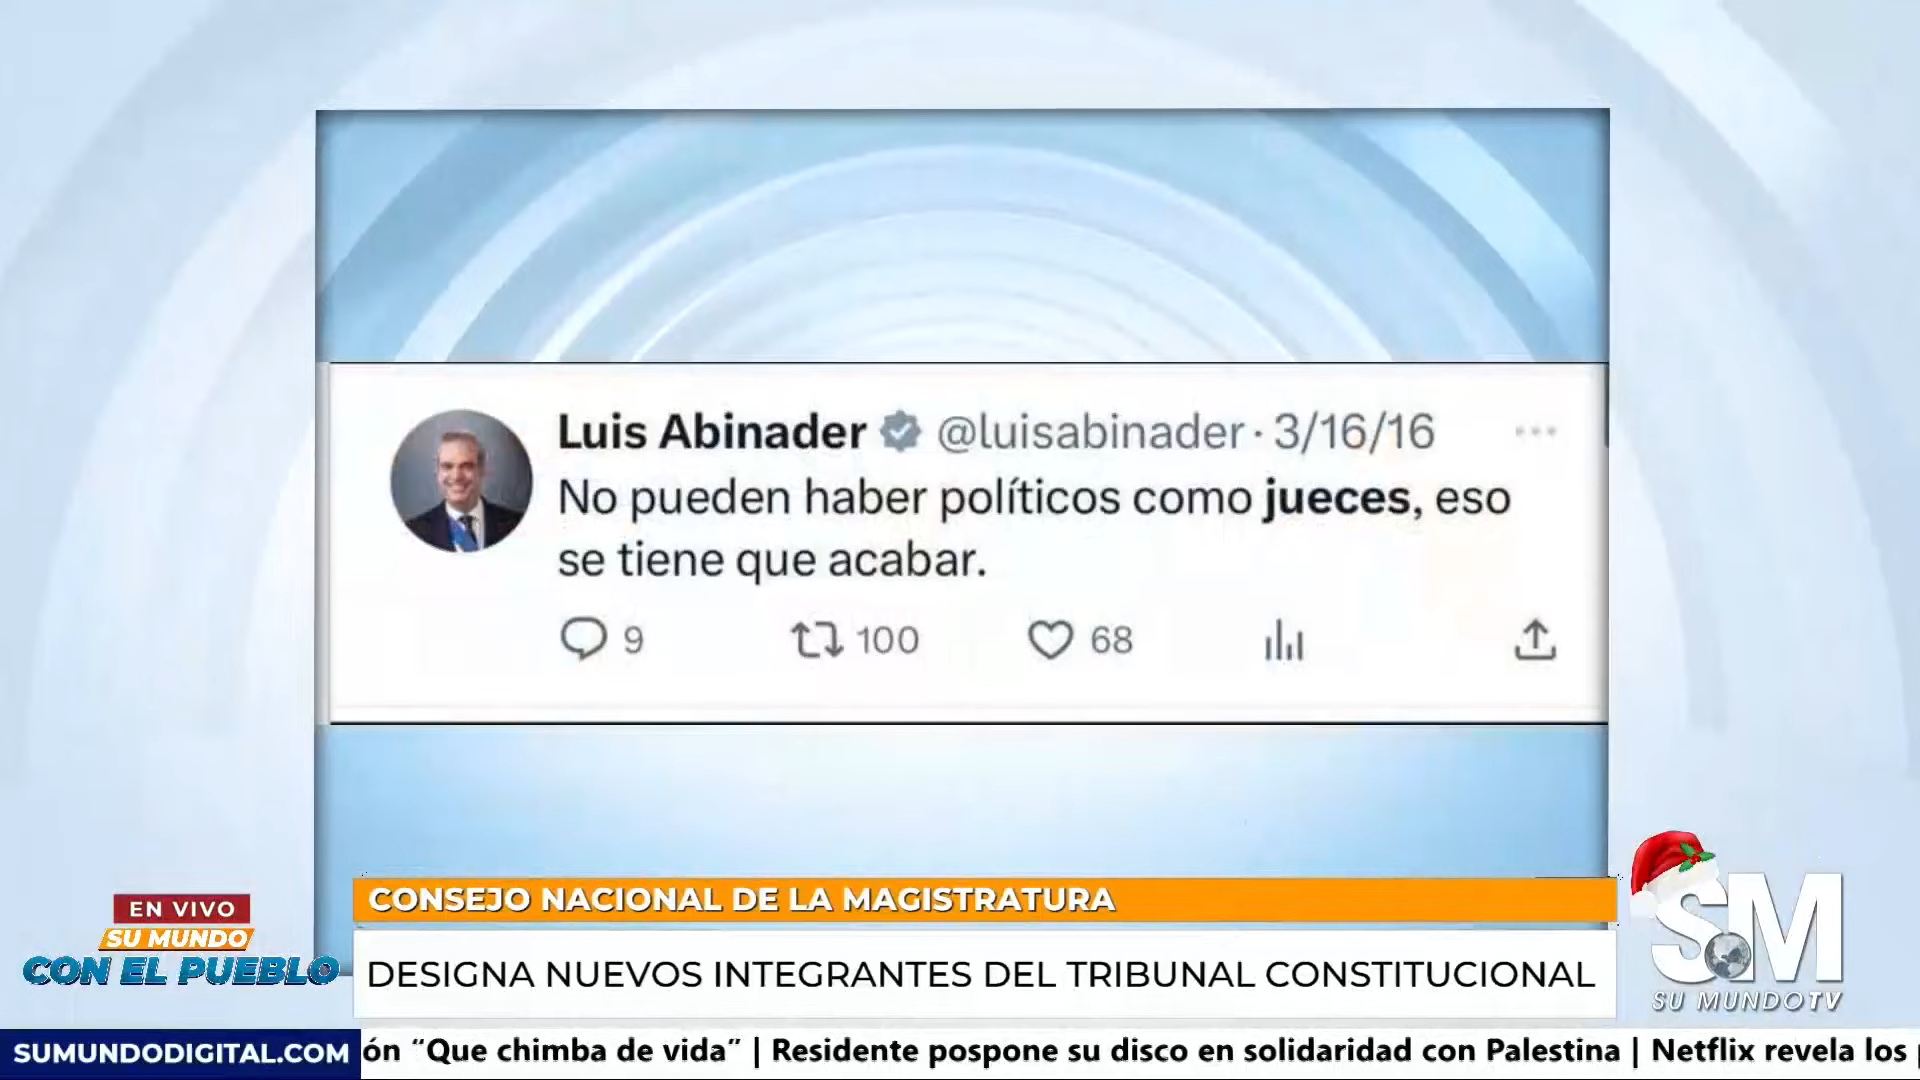 Luis Abinader @luisabinader · 3/16/16
No pueden haber políticos como jueces, eso
se tiene que acabar.
9 100 68
CONSEJO NACIONAL DE LA MAGISTRATURA
DESIGNA NUEVOS INTEGRANTES DEL TRIBUNAL CONSTITUCIONAL
EN VIVO
SU MUNDO
CON EL PUEBLO
SM
SU MUNDO TV
SUMUNDODIGITAL.COM
ón “Que chimba de vida” | Residente pospone su disco en solidaridad con Palestina | Netflix revela los